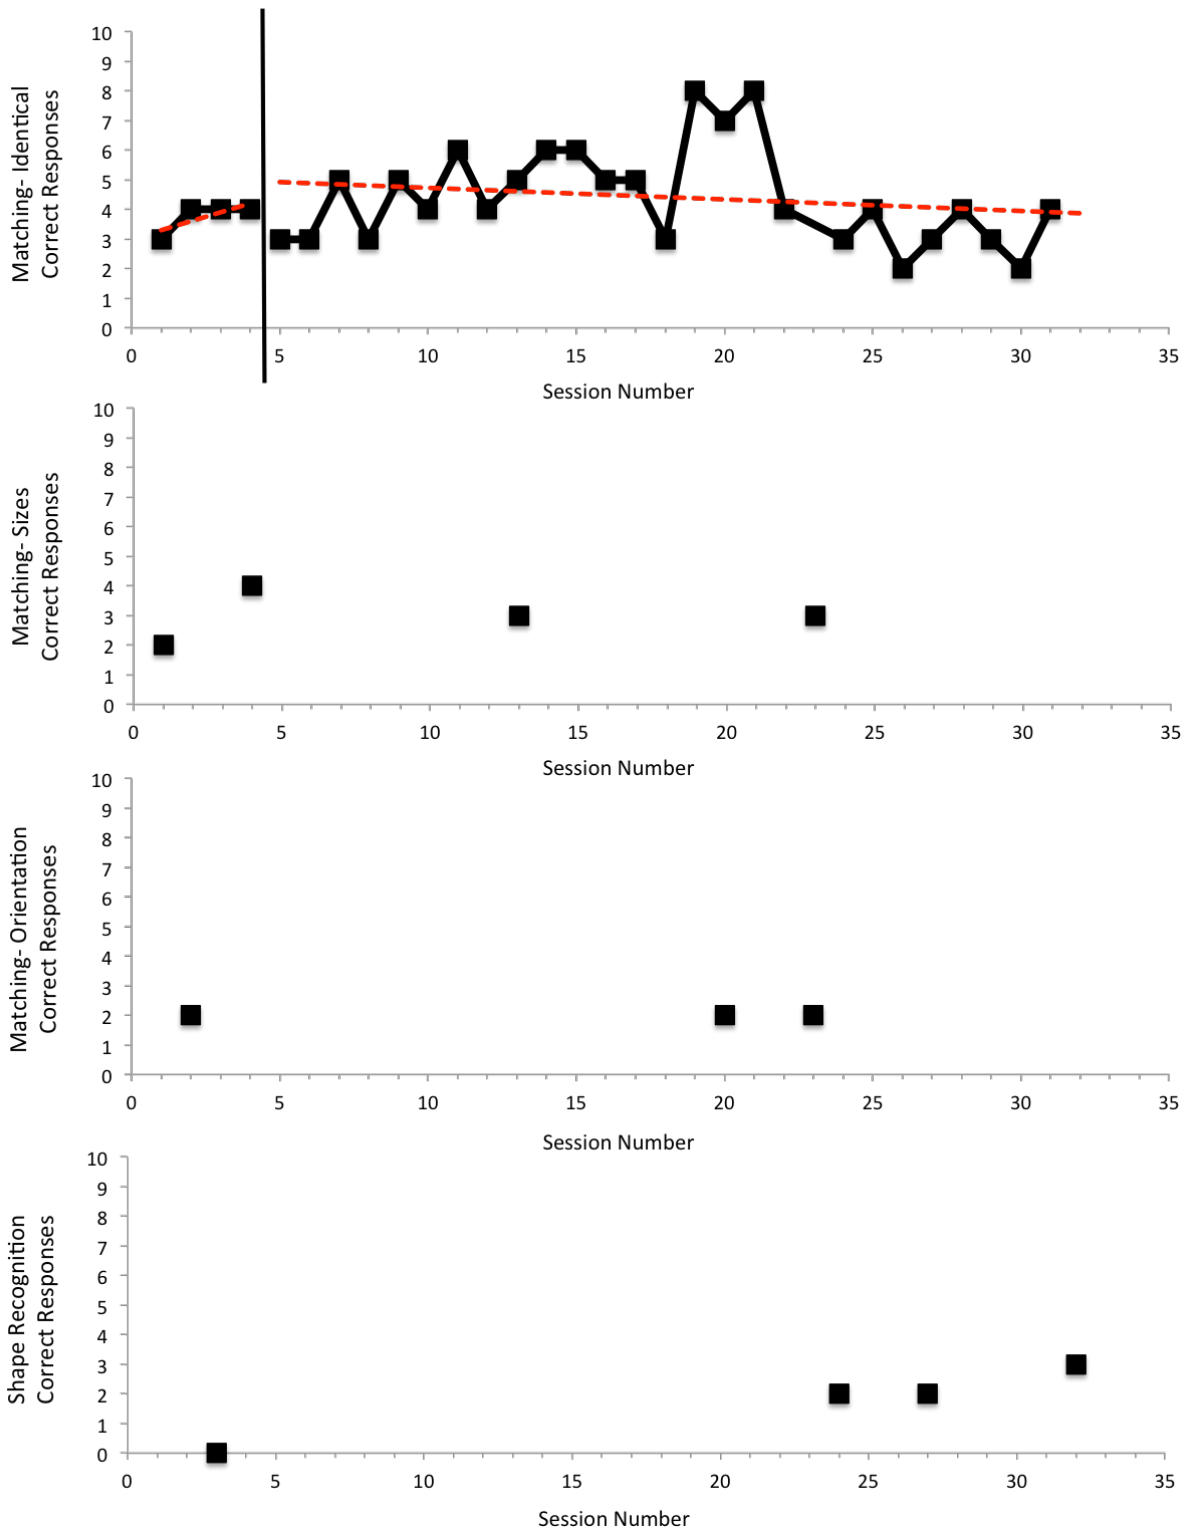 Matching- Identical
Correct Responses
10
9
8
7
6
5
4
3
2
1
0
0 5 10 15 20 25 30 35
Session Number
Matching- Sizes
Correct Responses
10
9
8
7
6
5
4
3
2
1
0
0 5 10 15 20 25 30 35
Session Number
Matching- Orientation
Correct Responses
10
9
8
7
6
5
4
3
2
1
0
0 5 10 15 20 25 30 35
Session Number
Shape Recognition
Correct Responses
10
9
8
7
6
5
4
3
2
1
0
0 5 10 15 20 25 30 35
Session Number